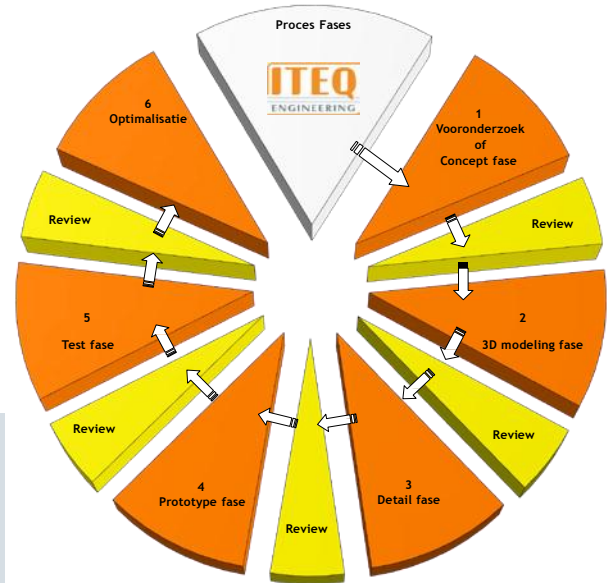 Proces Fases
ITEQ
ENGINEERING
1
Vooronderzoek
of
Concept fase
Review
2
3D modeling fase
Review
3
Detail fase
Review
4
Prototype fase
Review
5
Test fase
Review
6
Optimalisatie